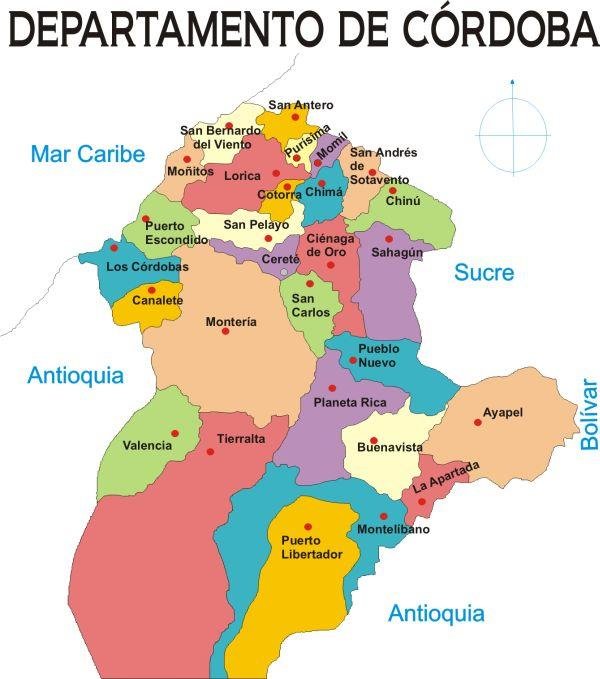 DEPARTAMENTO DE CÓRDOBA
San Antero
San Bernardo
del Viento
Purísima
Momil
Mar Caribe
San Andrés
de
Sotavento
Moñitos
Lorica
Cotorra
Chimá
Chinú
Puerto
Escondido
San Pelayo
Ciénaga
de Oro
Sahagún
Cereté
Los Córdobas
Sucre
Canalete
San
Carlos
Montería
Pueblo
Nuevo
Antioquia
Planeta Rica
Ayapel
Bolívar
Valencia
Tierralta
Buenavista
La Apartada
Montelibano
Puerto
Libertador
Antioquia